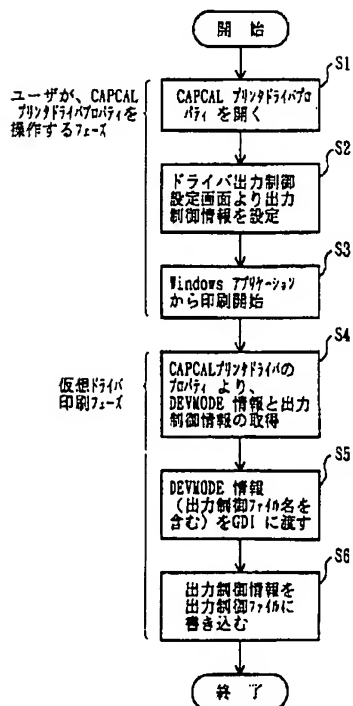 開 始
S1
ユーザが、CAPCAL
プリンタドライバプロパティを
操作するフェーズ
CAPCAL プリンタドライバプロ
パティ を開く
S2
ドライバ出力制御
設定画面より出力
制御情報を設定
S3
Windows アプリケーション
から印刷開始
S4
仮想ドライバ
印刷フェーズ
CAPCALプリンタドライバの
プロパティ より、
DEVMODE 情報と出力
制御情報の取得
S5
DEVMODE 情報
(出力制御ファイル名を
含む)をGDI に渡す
S6
出力制御情報を
出力制御ファイルに
書き込む
終 了